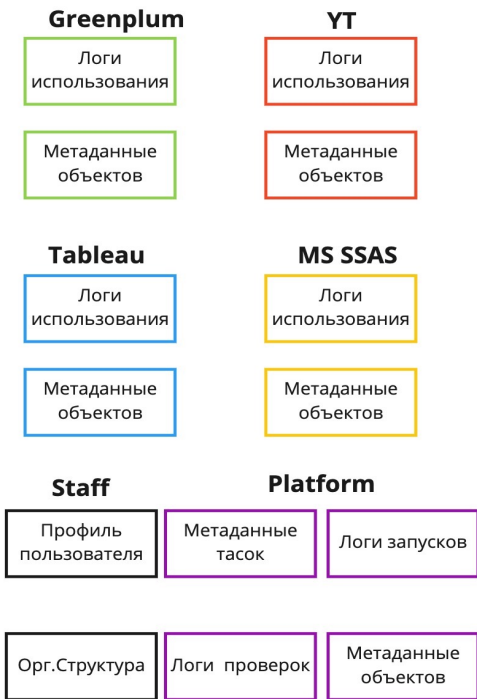 Greenplum
YT
Логи
использования
Логи
использования
Метаданные
объектов
Метаданные
объектов
Tableau
MS SSAS
Логи
использования
Логи
использования
Метаданные
объектов
Метаданные
объектов
Staff
Platform
Профиль
пользователя
Метаданные
тасок
Логи запусков
Орг.Структура
Логи проверок
Метаданные
объектов